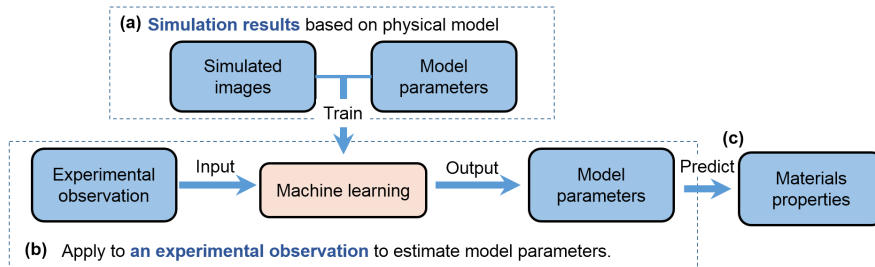 (a) Simulation results based on physical model
Simulated
images
Model
parameters
Train
(c)
Experimental
observation
Input
Machine learning
Output
Model
parameters
Predict
Materials
properties
(b) Apply to an experimental observation to estimate model parameters.